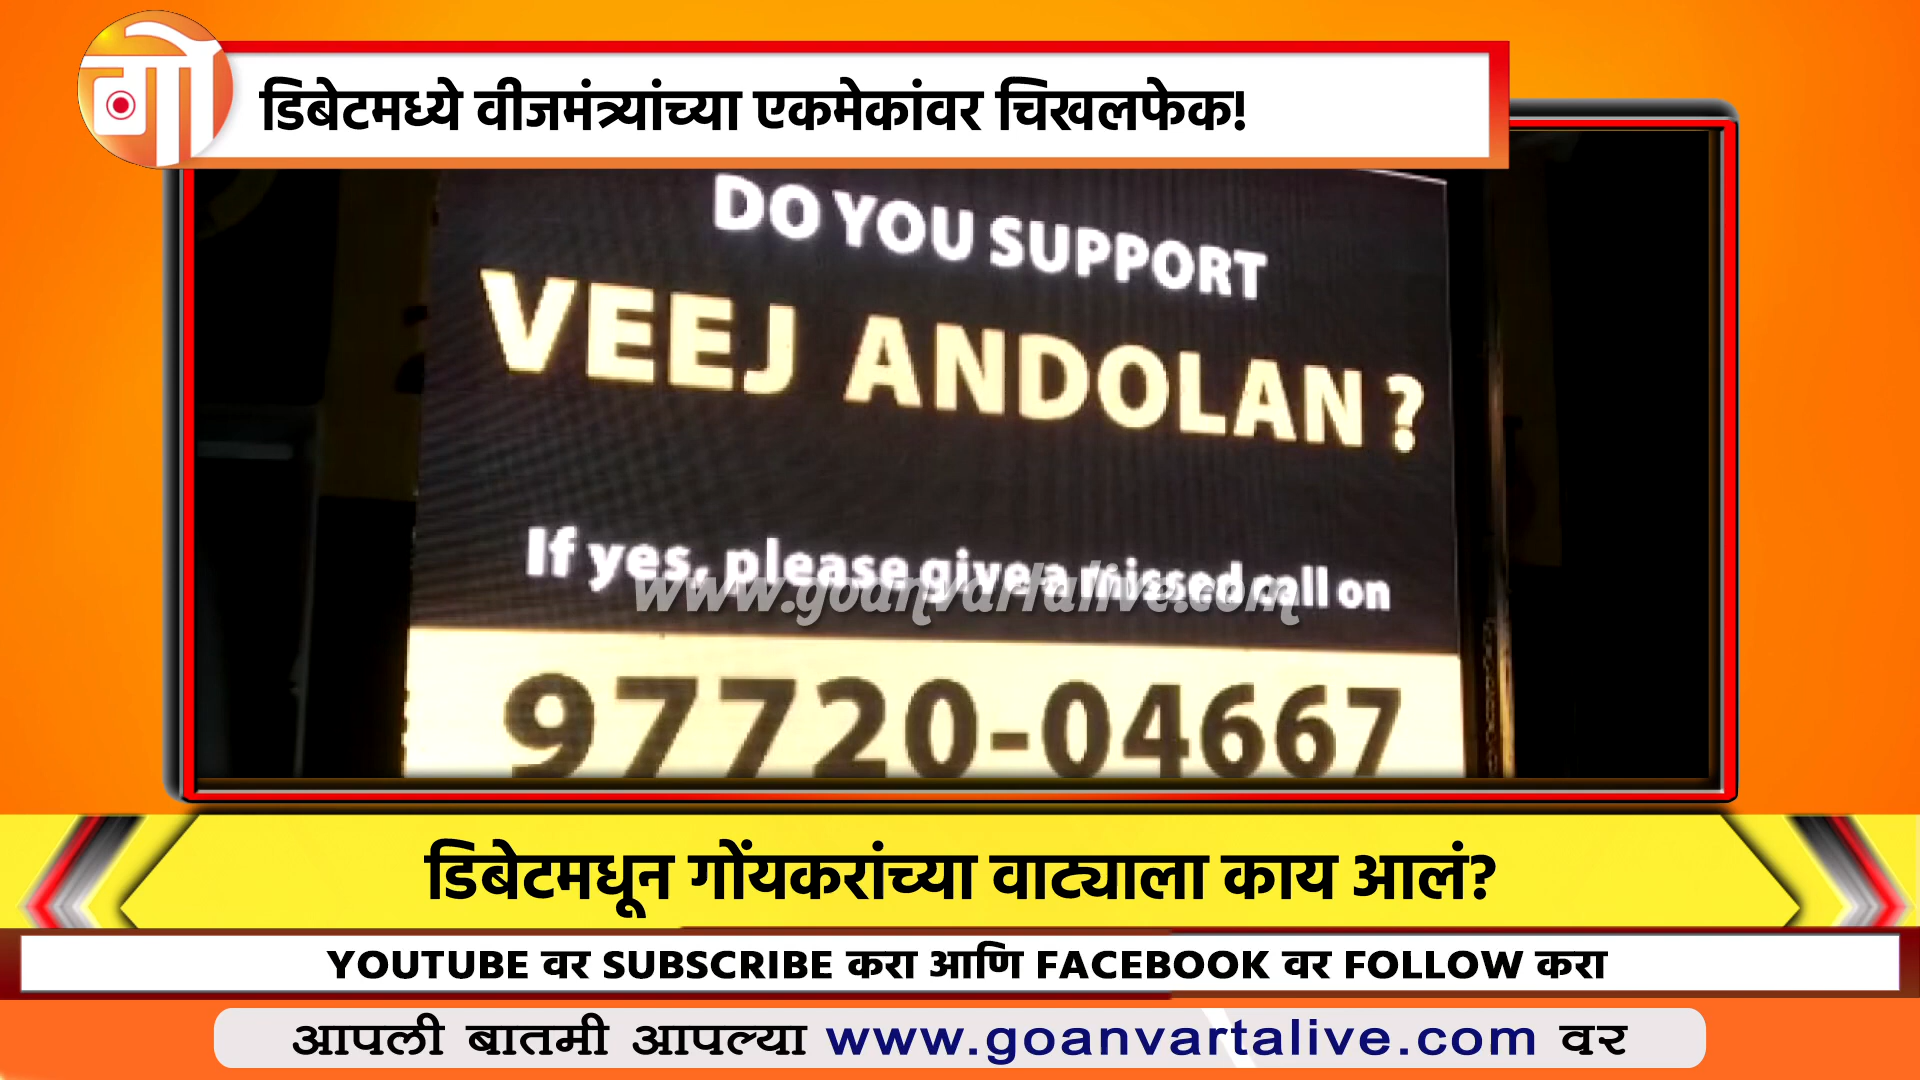 गो
डिबेटमध्ये वीजमंत्र्यांच्या एकमेकांवर चिखलफेक!
DO YOU SUPPORT
VEEJ ANDOLAN ?
If yes, please give a missed call on
www.goanvartalive.com
97720-04667
डिबेटमधून गोंयकरांच्या वाट्याला काय आलं?
YOUTUBE वर SUBSCRIBE करा आणि FACEBOOK वर FOLLOW करा
आपली बातमी आपल्या www.goanvartalive.com वर